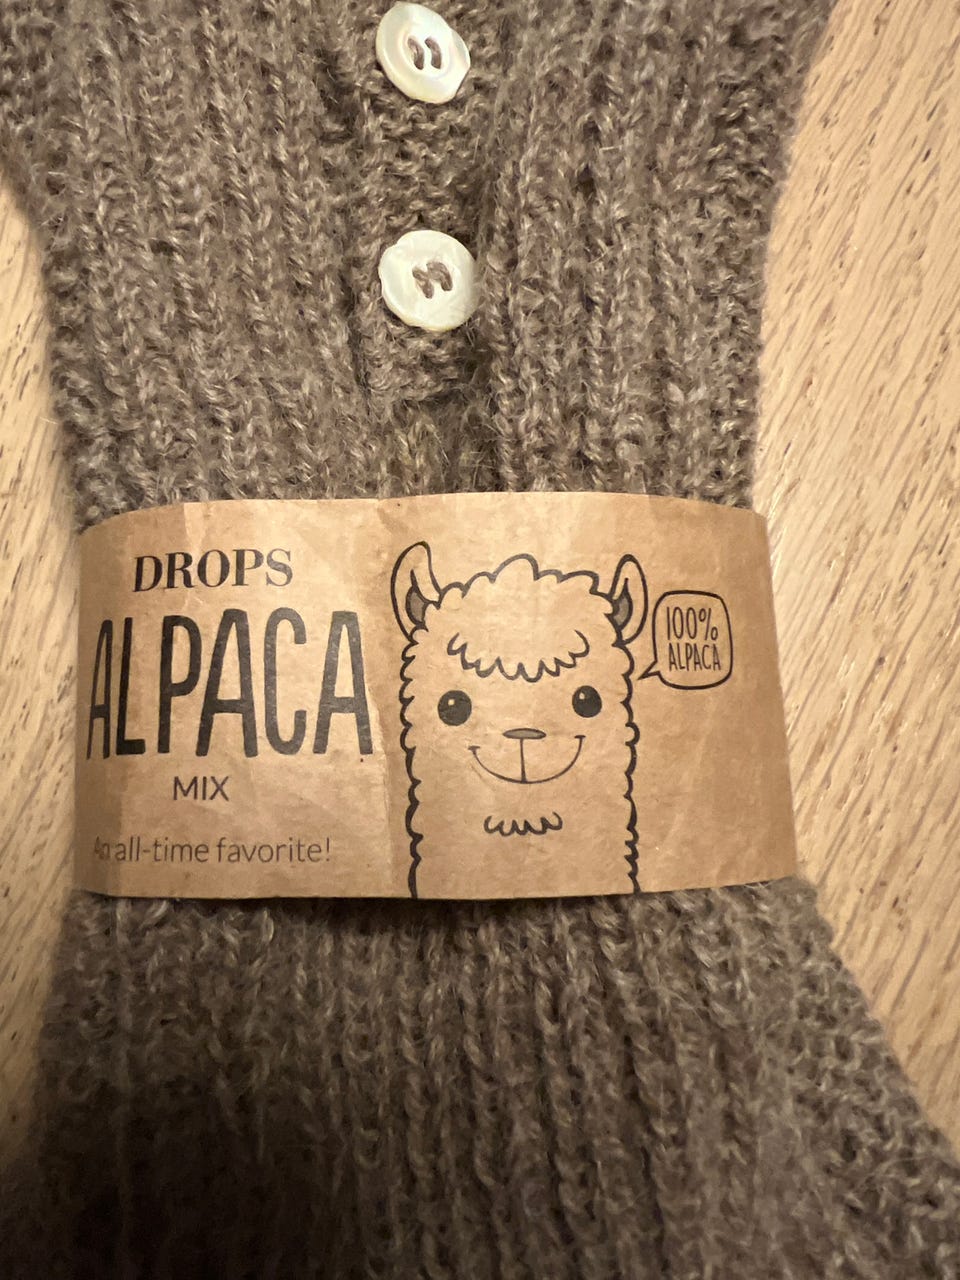 DROPS
ALPACA
MIX
An all-time favorite!
100%
ALPACA